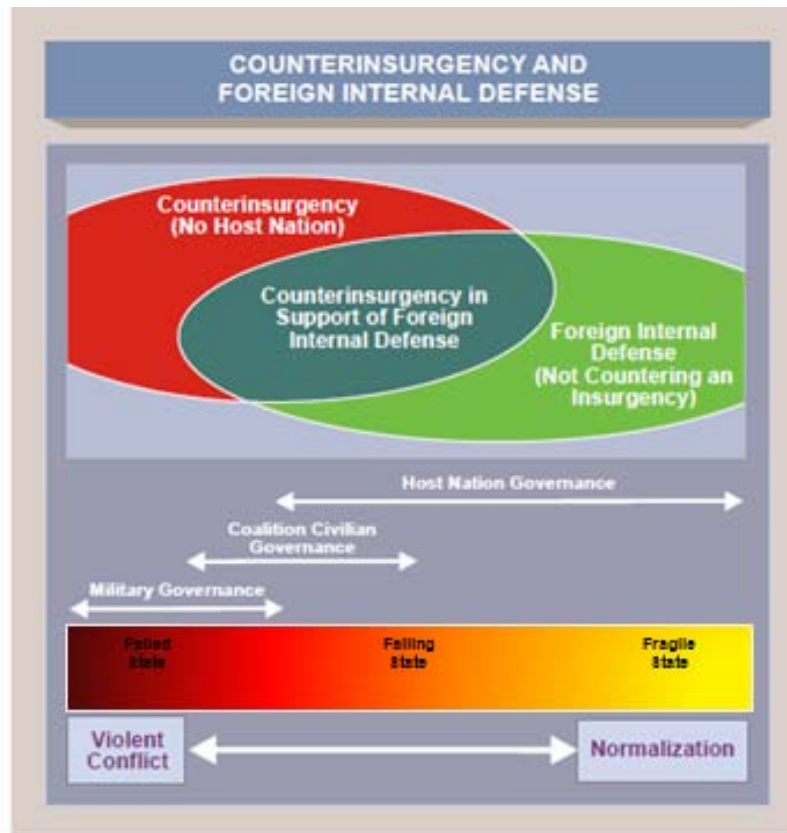 COUNTERINSURGENCY AND
FOREIGN INTERNAL DEFENSE
Counterinsurgency
(No Host Nation)
Counterinsurgency in
Support of Foreign
Internal Defense
Foreign Internal
Defense
(Not Countering an
Insurgency)
Host Nation Governance
Coalition Civilian
Governance
Military Governance
Failed
State
Failing
State
Fragile
State
Violent
Conflict
Normalization